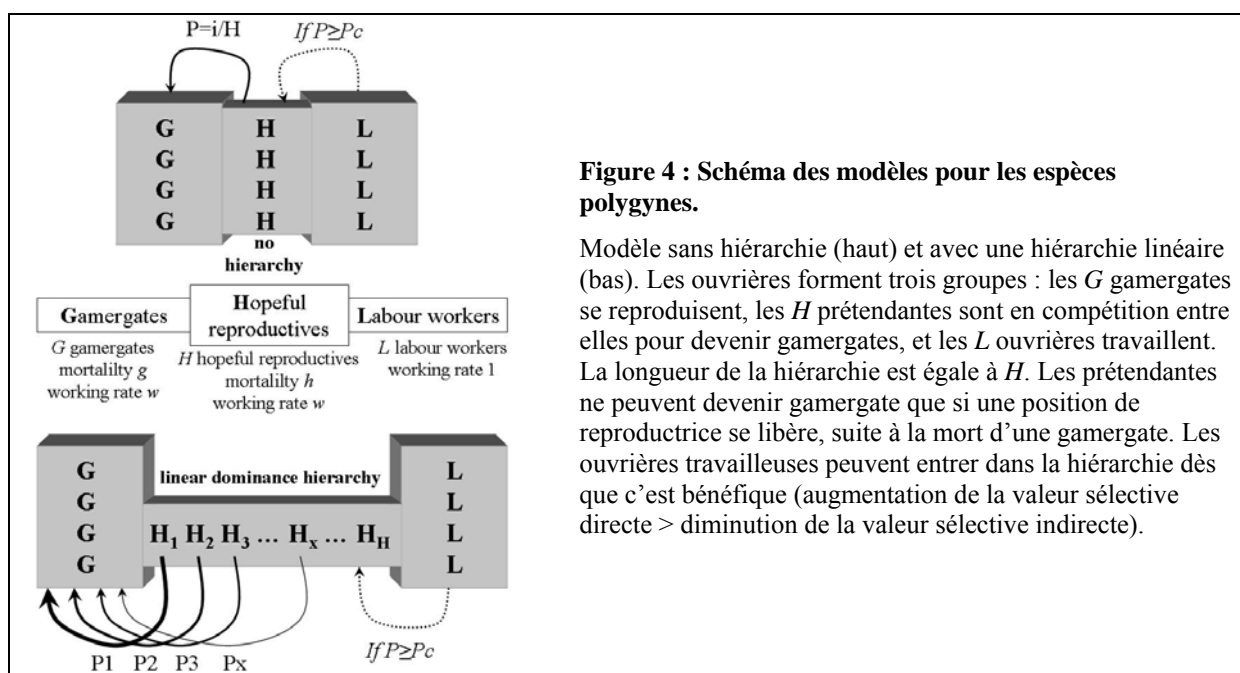 P=i/H
If P≥Pc
G H L
G H L
G H L
G H L
no
hierarchy
Gamergates
Hopeful
reproductives
Labour workers
G gamergates
mortalilty g
working rate w
H hopeful reproductives
mortalilty h
working rate w
L labour workers
working rate 1
linear dominance hierarchy
G L
G L
G H1 H2 H3 … Hx … HH L
G L
If P≥Pc
P1 P2 P3 Px
Figure 4 : Schéma des modèles pour les espèces
polygynes.
Modèle sans hiérarchie (haut) et avec une hiérarchie linéaire
(bas). Les ouvrières forment trois groupes : les G gamergates
se reproduisent, les H prétendantes sont en compétition entre
elles pour devenir gamergates, et les L ouvrières travaillent.
La longueur de la hiérarchie est égale à H. Les prétendantes
ne peuvent devenir gamergate que si une position de
reproductrice se libère, suite à la mort d’une gamergate. Les
ouvrières travailleuses peuvent entrer dans la hiérarchie dès
que c’est bénéfique (augmentation de la valeur sélective
directe > diminution de la valeur sélective indirecte).